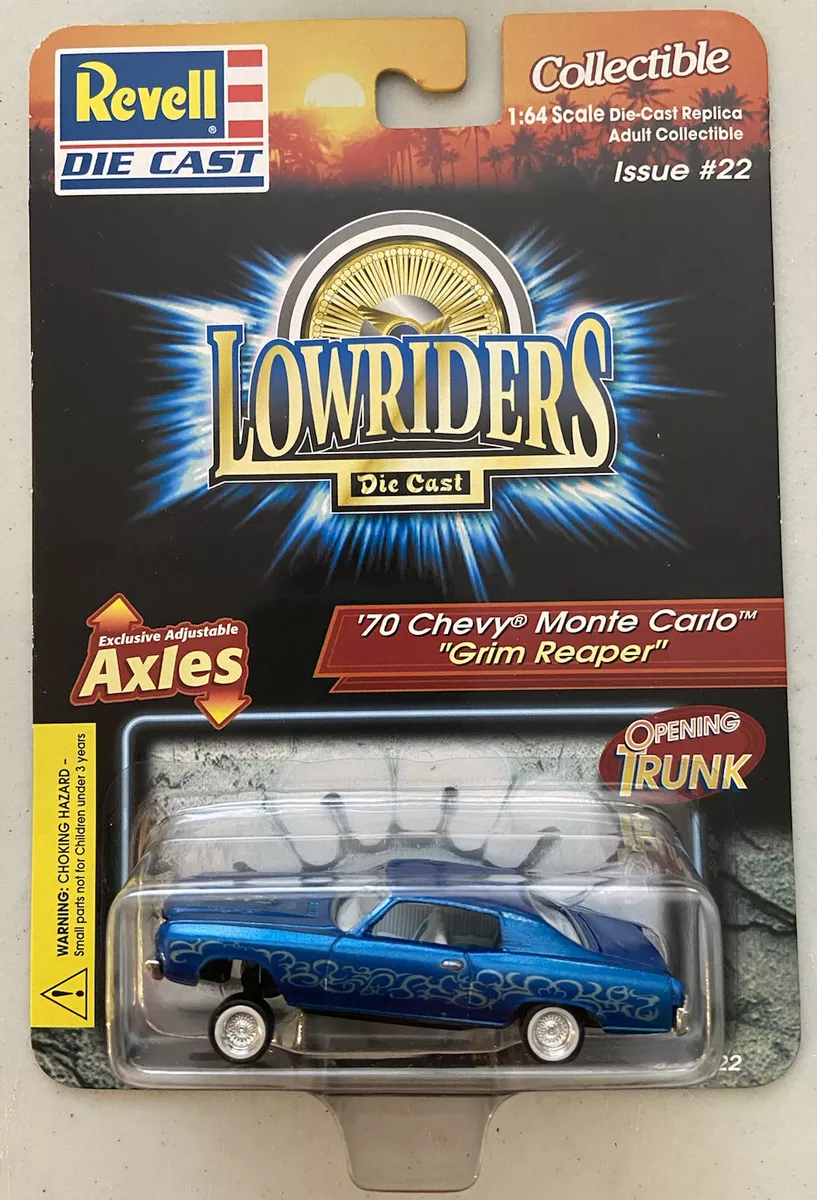 Revell®
DIE CAST
Collectible
1:64 Scale Die-Cast Replica
Adult Collectible
Issue #22
LOWRIDERS
Die Cast
Exclusive Adjustable
Axles
'70 Chevy® Monte Carlo™
"Grim Reaper"
OPENING
TRUNK
WARNING: CHOKING HAZARD -
Small parts not for Children under 3 years
22